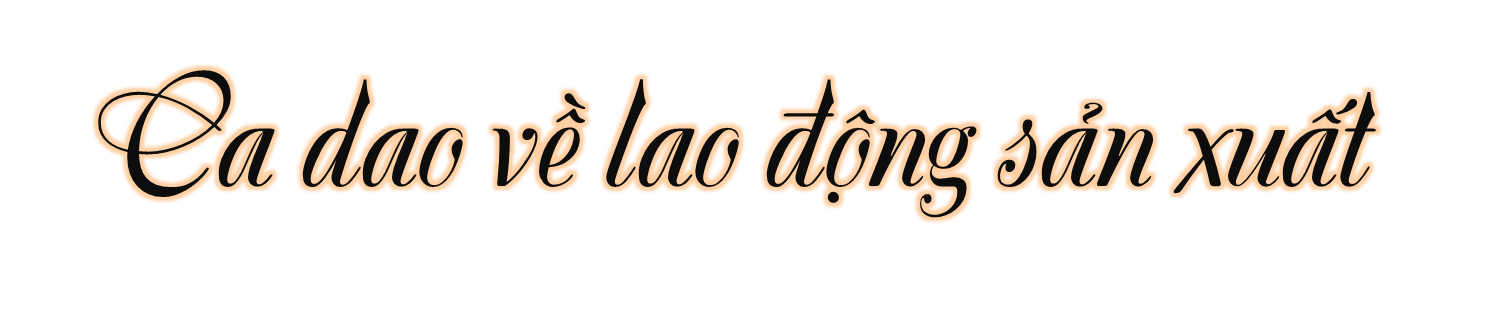 Ca dao về lao động sản xuất